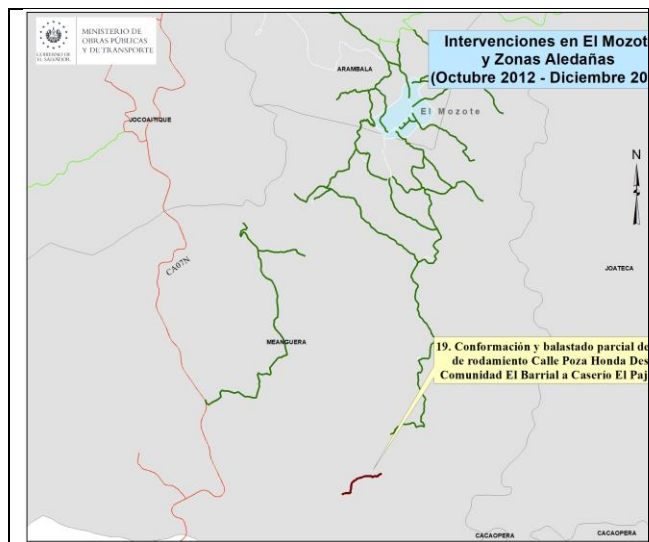 MINISTERIO DE
OBRAS PÚBLICAS
Y DE TRANSPORTE
GOBIERNO DE
EL SALVADOR
Intervenciones en El Mozot
y Zonas Aledañas
(Octubre 2012 - Diciembre 20
ARAMBALA
El Mozote
JOCOAITIQUE
N
CA07N
JOATECA
MEANGUERA
19. Conformación y balastado parcial de
de rodamiento Calle Poza Honda Des
Comunidad El Barrial a Caserío El Paj
CACAOPERA
CACAOPERA